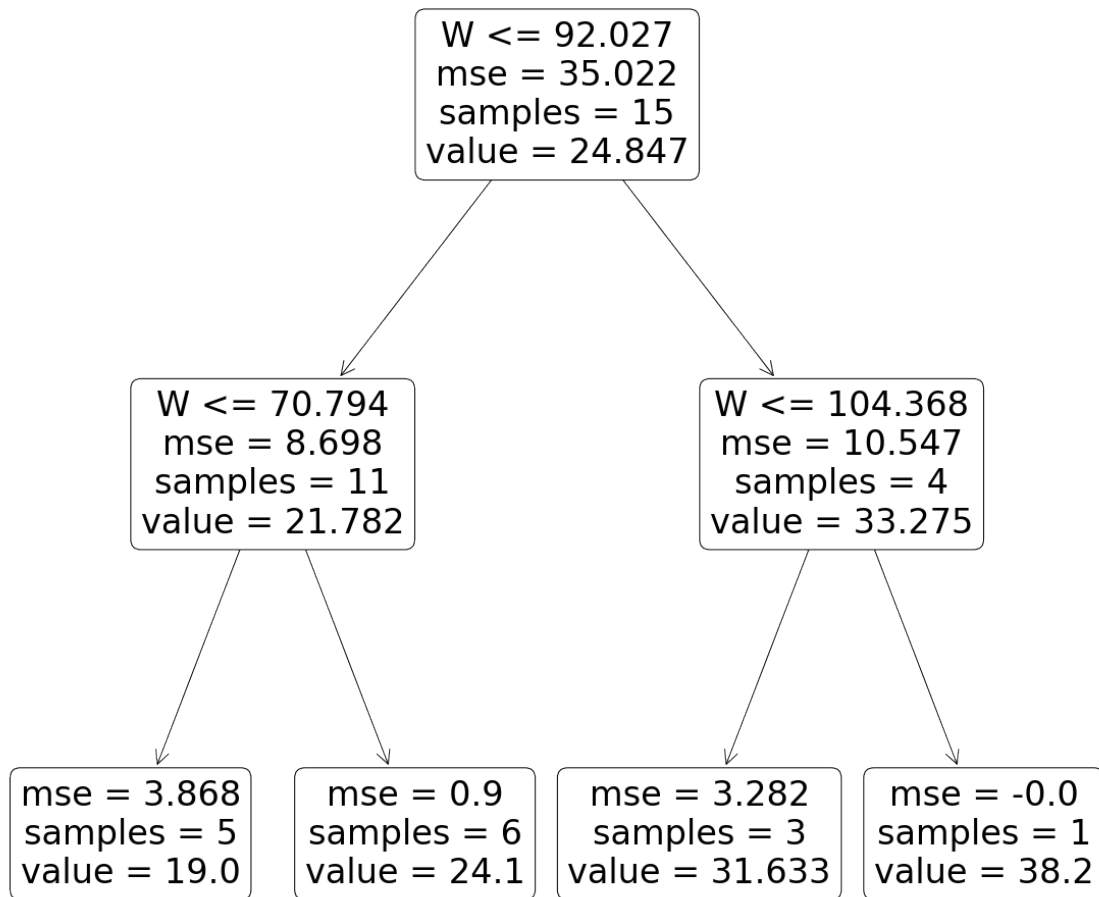 W <= 92.027
mse = 35.022
samples = 15
value = 24.847
W <= 70.794
mse = 8.698
samples = 11
value = 21.782
W <= 104.368
mse = 10.547
samples = 4
value = 33.275
mse = 3.868
samples = 5
value = 19.0
mse = 0.9
samples = 6
value = 24.1
mse = 3.282
samples = 3
value = 31.633
mse = -0.0
samples = 1
value = 38.2